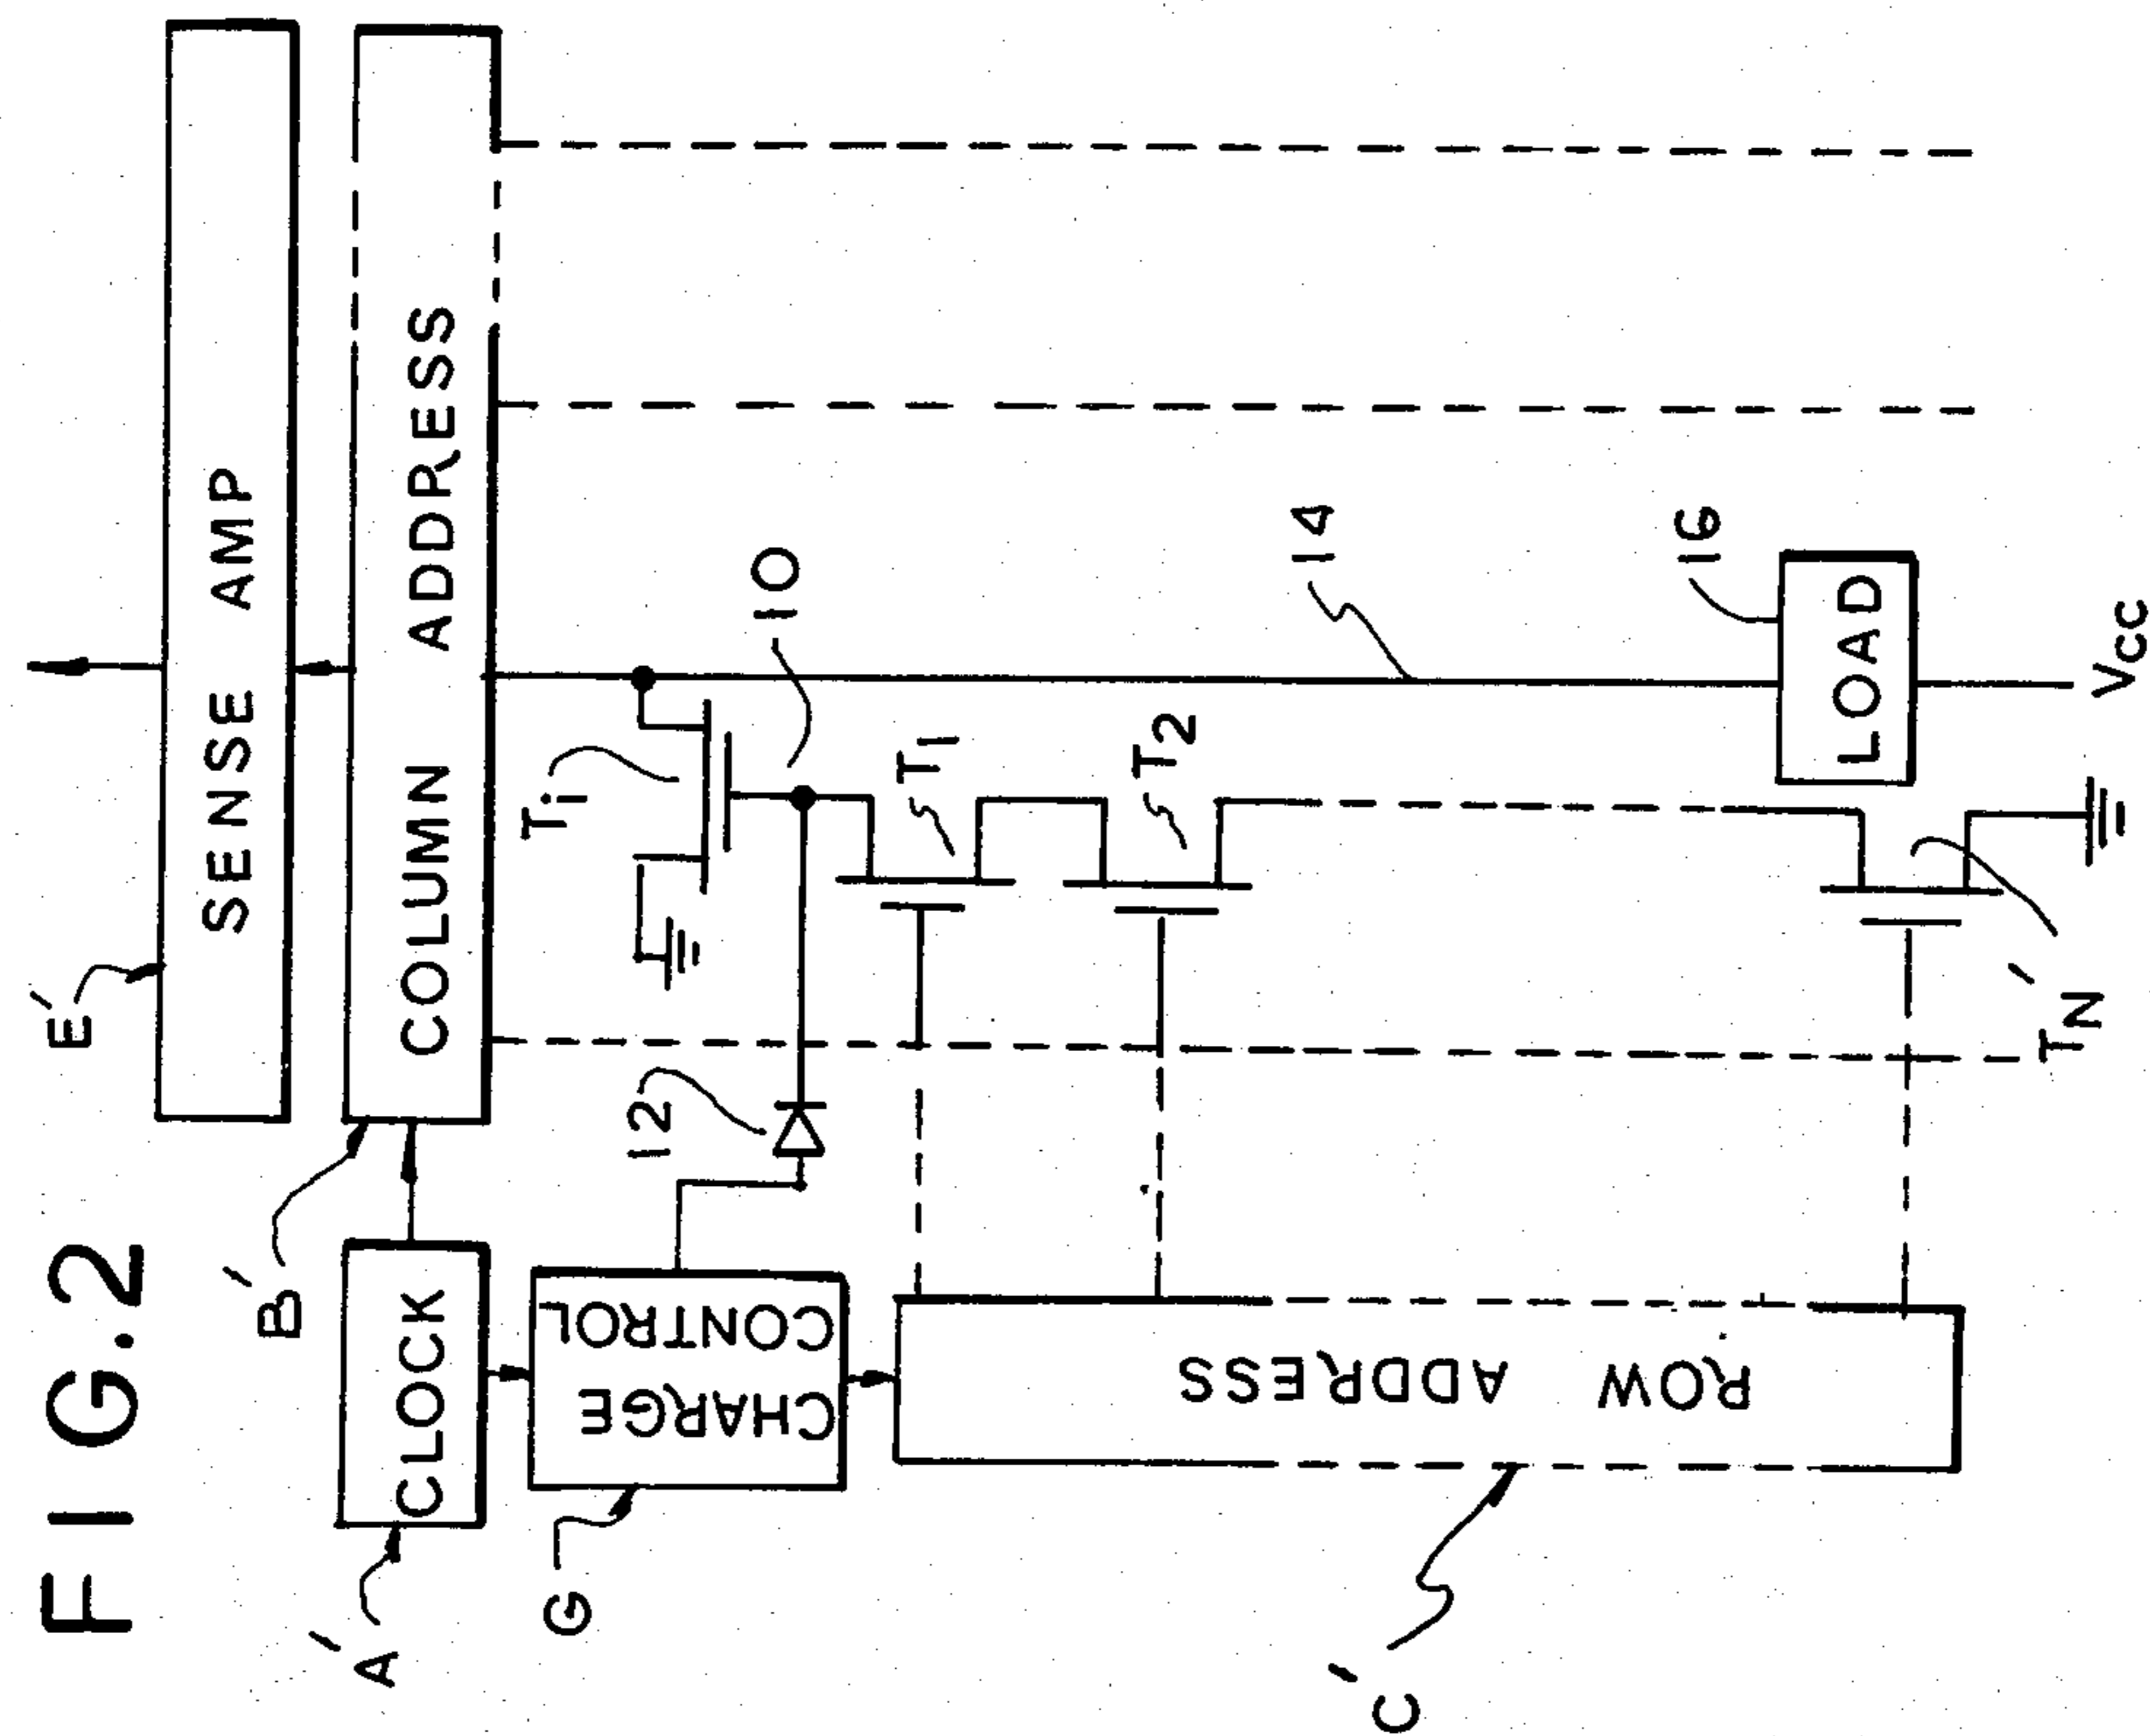 FIG.2
E'
SENSE AMP
B'
COLUMN ADDRESS
A'
CLOCK
G
CHARGE
CONTROL
12
Ti
10
T1
T2
14
16
LOAD
Vcc
TN'
C'
ROW ADDRESS